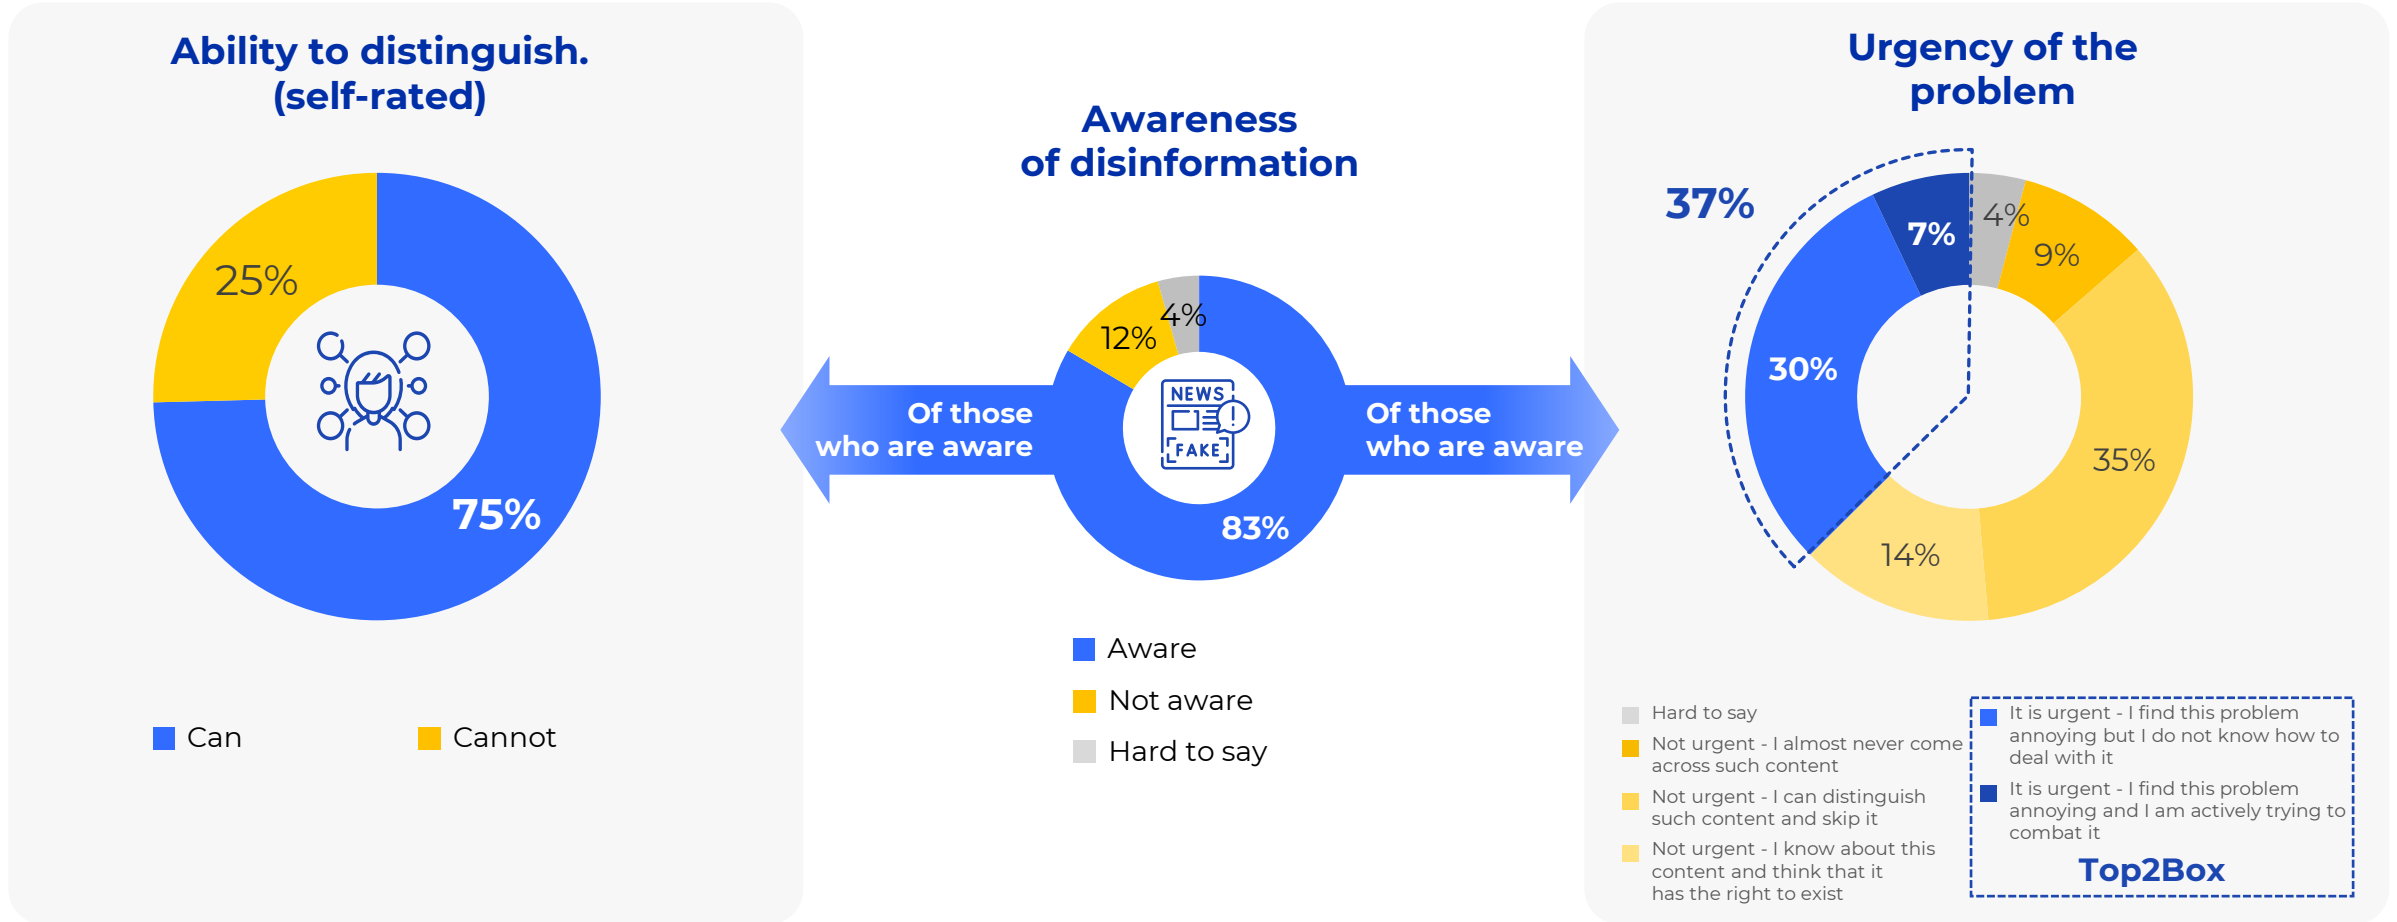 Ability to distinguish.
(self-rated)
25%
75%
Can
Cannot
Awareness
of disinformation
12%
4%
83%
NEWS
FAKE
Of those
who are aware
Of those
who are aware
Aware
Not aware
Hard to say
Urgency of the
problem
37%
7%
4%
9%
30%
35%
14%
Hard to say
Not urgent - I almost never come
across such content
Not urgent - I can distinguish
such content and skip it
Not urgent - I know about this
content and think that it
has the right to exist
It is urgent - I find this problem
annoying but I do not know how to
deal with it
It is urgent - I find this problem
annoying and I am actively trying to
combat it
Top2Box